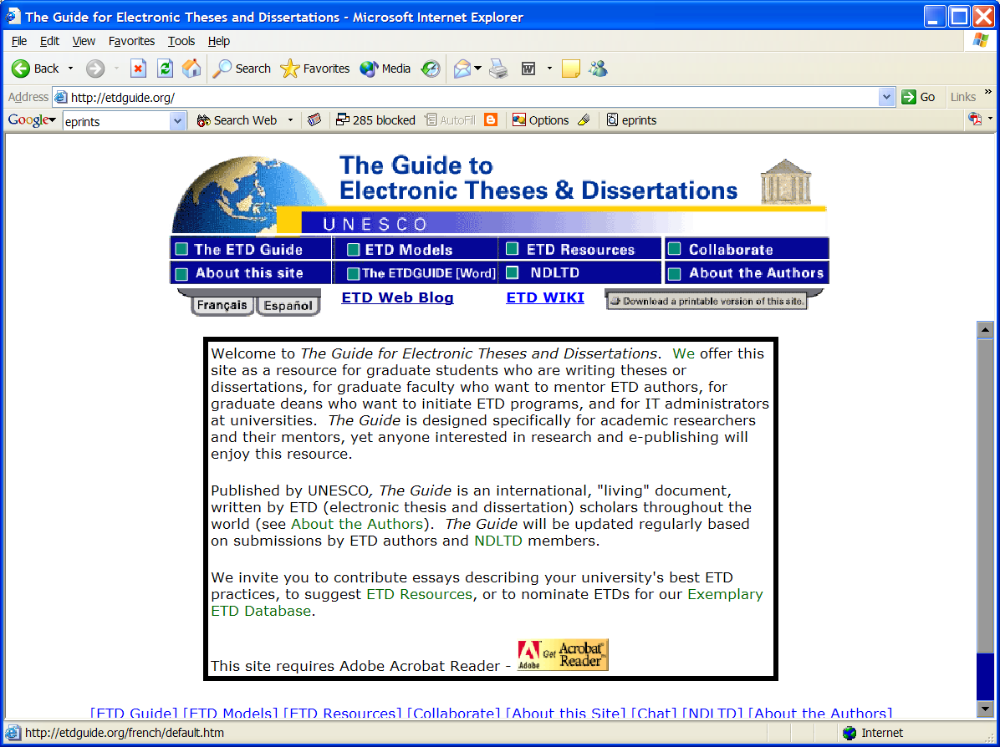 The Guide for Electronic Theses and Dissertations - Microsoft Internet Explorer
File Edit View Favorites Tools Help
Back Search Favorites Media
Address http://etdguide.org/ Go Links »
Google eprints Search Web 285 blocked AutoFill Options eprints
The Guide to
Electronic Theses & Dissertations
UNESCO
The ETD Guide ETD Models ETD Resources Collaborate
About this site The ETDGUIDE [Word] NDLTD About the Authors
Français Español ETD Web Blog ETD WIKI Download a printable version of this site.
Welcome to The Guide for Electronic Theses and Dissertations. We offer this
site as a resource for graduate students who are writing theses or
dissertations, for graduate faculty who want to mentor ETD authors, for
graduate deans who want to initiate ETD programs, and for IT administrators
at universities. The Guide is designed specifically for academic researchers
and their mentors, yet anyone interested in research and e-publishing will
enjoy this resource.
Published by UNESCO, The Guide is an international, "living" document,
written by ETD (electronic thesis and dissertation) scholars throughout the
world (see About the Authors). The Guide will be updated regularly based
on submissions by ETD authors and NDLTD members.
We invite you to contribute essays describing your university's best ETD
practices, to suggest ETD Resources, or to nominate ETDs for our Exemplary
ETD Database.
This site requires Adobe Acrobat Reader - Adobe Get Acrobat Reader
[ETD Guide] [ETD Models] [ETD Resources] [Collaborate] [About this Site] [Chat] [NDLTD] [About the Authors]
http://etdguide.org/french/default.htm Internet